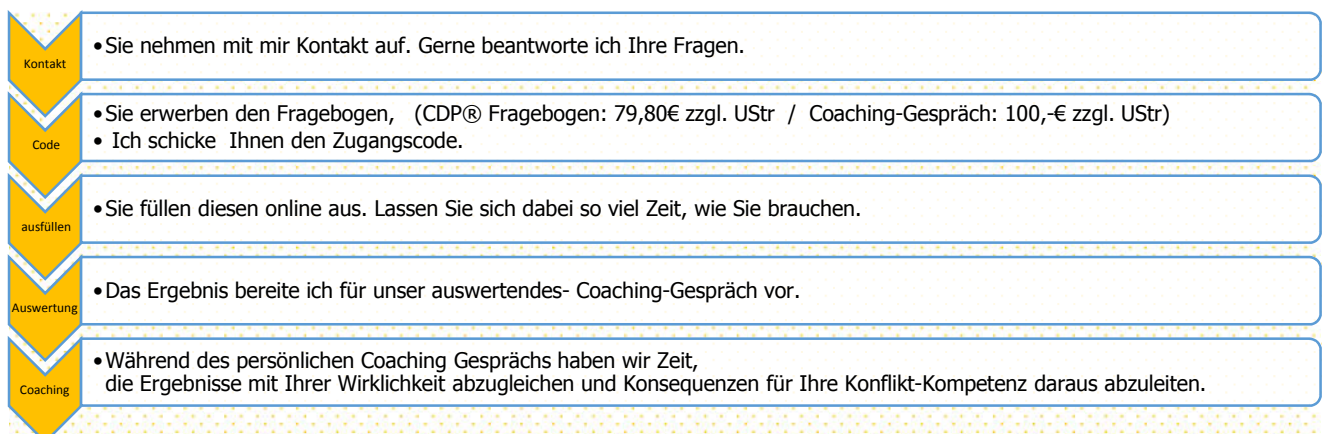 Kontakt
•Sie nehmen mit mir Kontakt auf. Gerne beantworte ich Ihre Fragen.
Code
•Sie erwerben den Fragebogen, (CDP® Fragebogen: 79,80€ zzgl. UStr / Coaching-Gespräch: 100,-€ zzgl. UStr)
• Ich schicke Ihnen den Zugangscode.
ausfüllen
•Sie füllen diesen online aus. Lassen Sie sich dabei so viel Zeit, wie Sie brauchen.
Auswertung
•Das Ergebnis bereite ich für unser auswertendes- Coaching-Gespräch vor.
Coaching
•Während des persönlichen Coaching Gesprächs haben wir Zeit,
die Ergebnisse mit Ihrer Wirklichkeit abzugleichen und Konsequenzen für Ihre Konflikt-Kompetenz daraus abzuleiten.